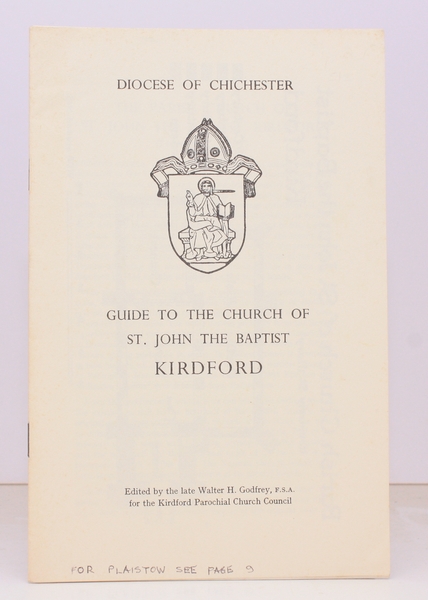 DIOCESE OF CHICHESTER
GUIDE TO THE CHURCH OF
ST. JOHN THE BAPTIST
KIRDFORD
Edited by the late Walter H. Godfrey, F.S.A.
for the Kirdford Parochial Church Council
FOR PLAISTOW SEE PAGE 9